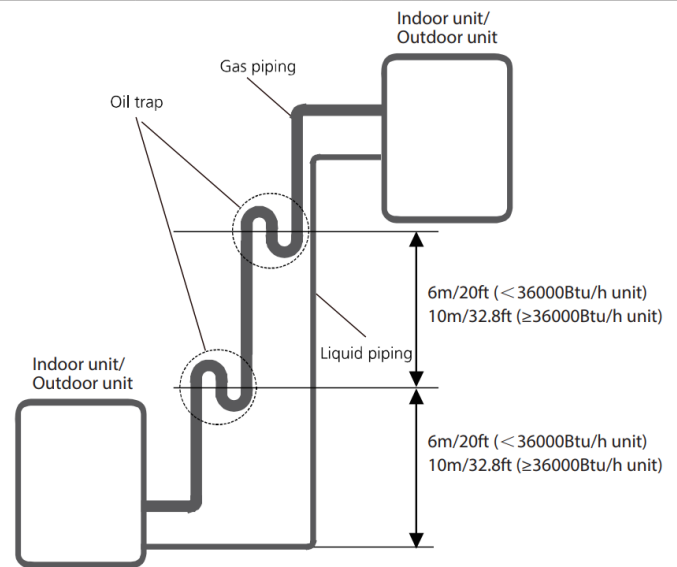 Indoor unit/
Outdoor unit
Gas piping
Oil trap
6m/20ft (<36000Btu/h unit)
10m/32.8ft (≥36000Btu/h unit)
Liquid piping
Indoor unit/
Outdoor unit
6m/20ft (<36000Btu/h unit)
10m/32.8ft (≥36000Btu/h unit)